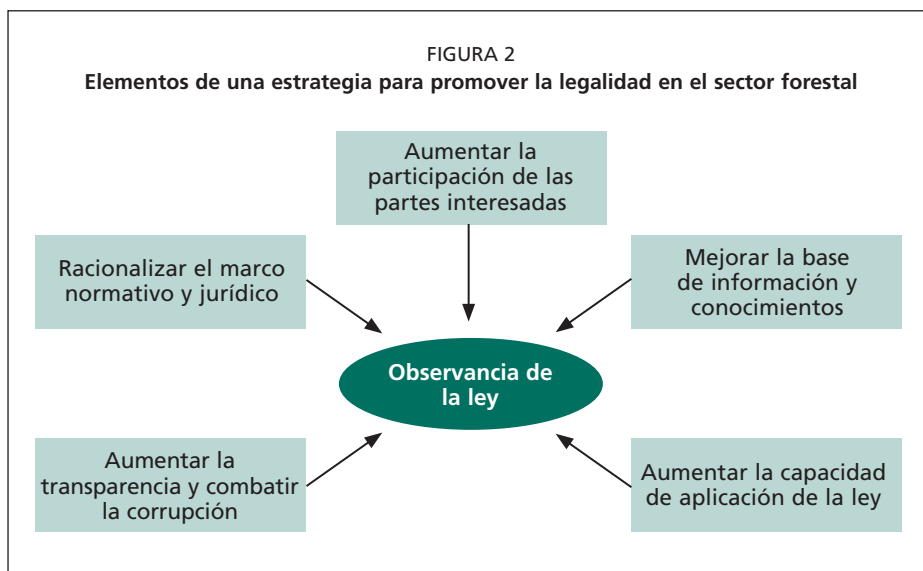 FIGURA 2
Elementos de una estrategia para promover la legalidad en el sector forestal
Aumentar la
participación de las
partes interesadas
Racionalizar el marco
normativo y jurídico
Mejorar la base
de información y
conocimientos
Observancia de
la ley
Aumentar la
transparencia y combatir
la corrupción
Aumentar la capacidad
de aplicación de la ley